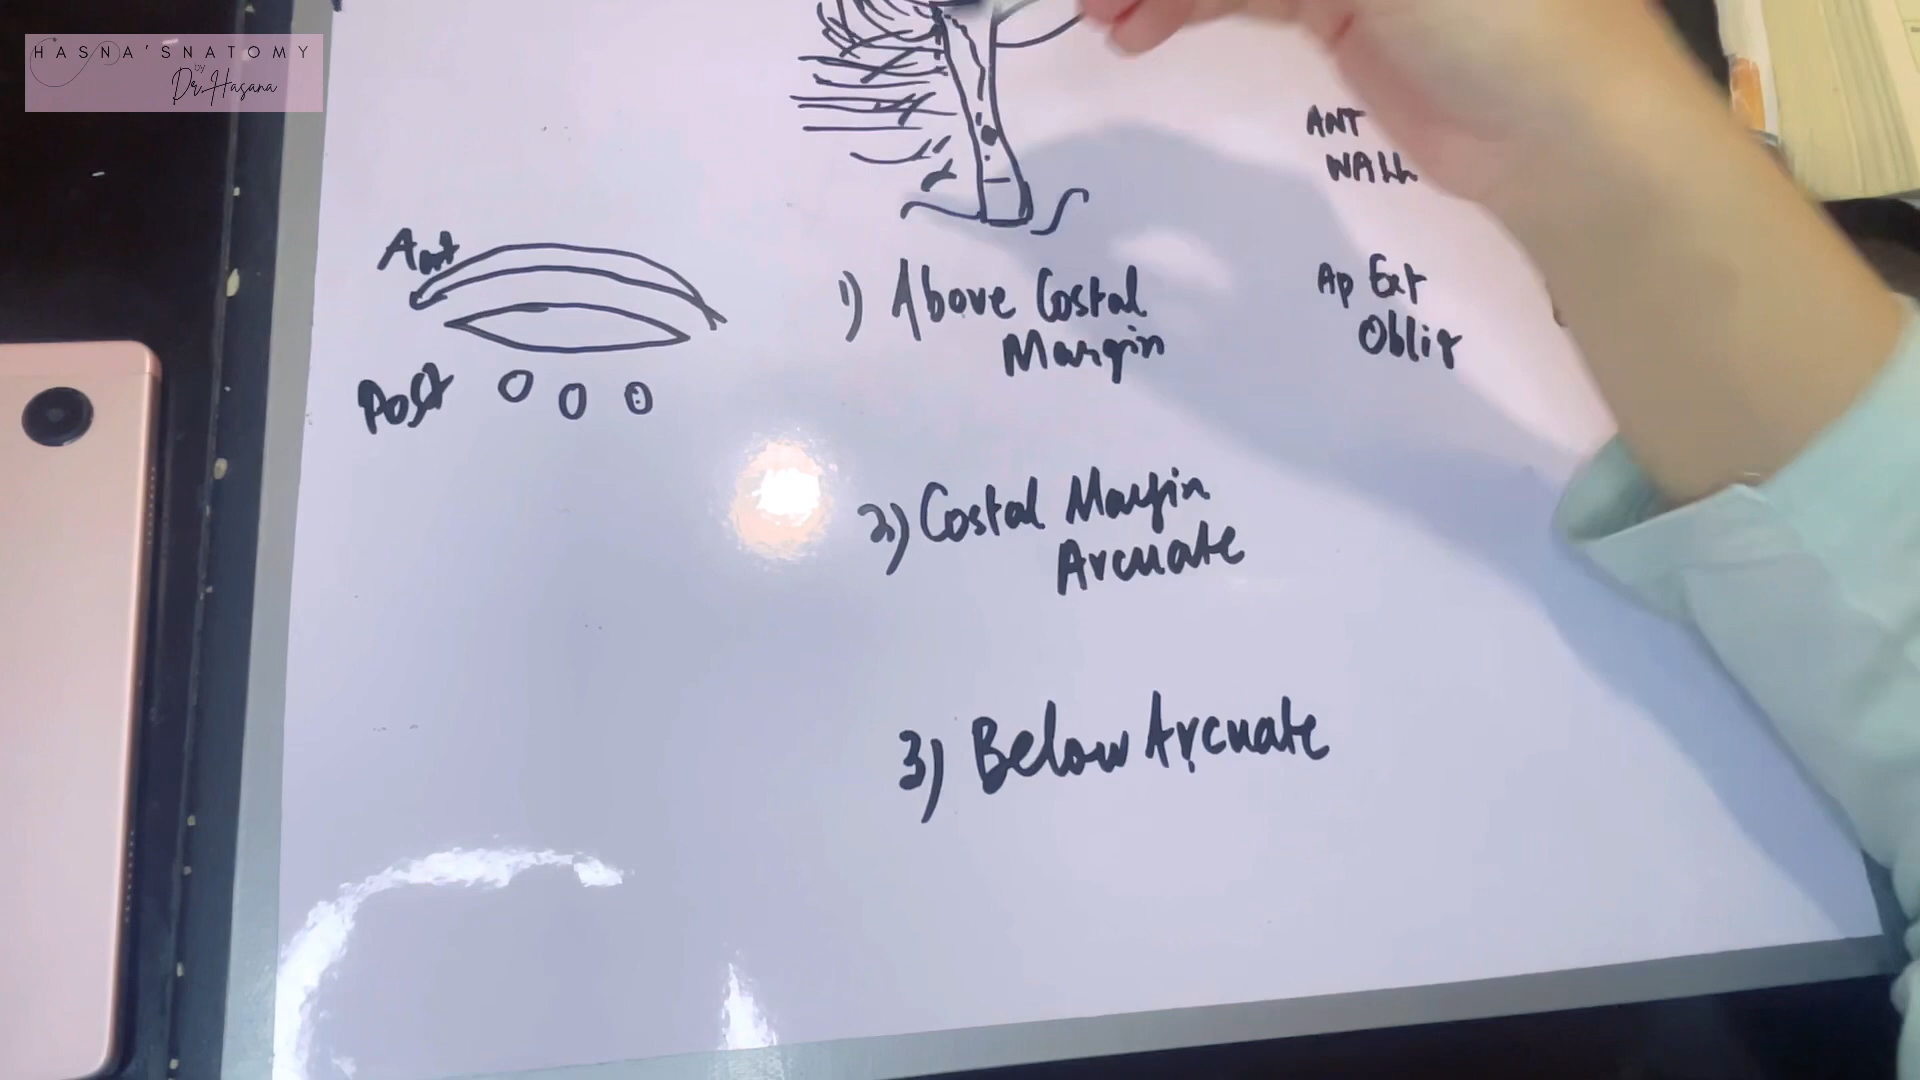 HASNA'SNATOMY
by
Dr.Hasana
ANT
WALL
Ant
Post
1) Above Costal
Margin
Ap Ext
Obliq
2) Costal Margin
Arcuate
3) Below Arcuate